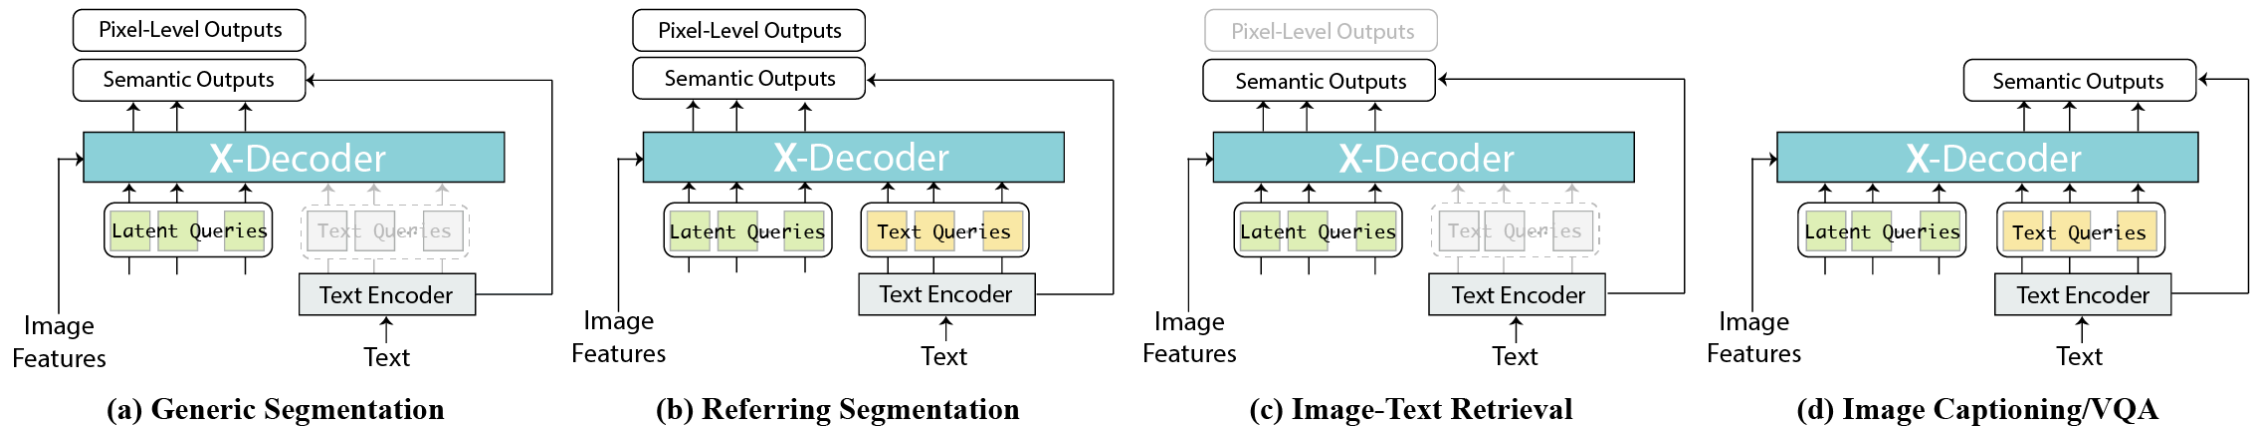 Pixel-Level Outputs
Semantic Outputs
X-Decoder
Latent Queries
Text Queries
Text Encoder
Image
Features
Text
(a) Generic Segmentation
Pixel-Level Outputs
Semantic Outputs
X-Decoder
Latent Queries
Text Queries
Text Encoder
Image
Features
Text
(b) Referring Segmentation
Pixel-Level Outputs
Semantic Outputs
X-Decoder
Latent Queries
Text Queries
Text Encoder
Image
Features
Text
(c) Image-Text Retrieval
Semantic Outputs
X-Decoder
Latent Queries
Text Queries
Text Encoder
Image
Features
Text
(d) Image Captioning/VQA